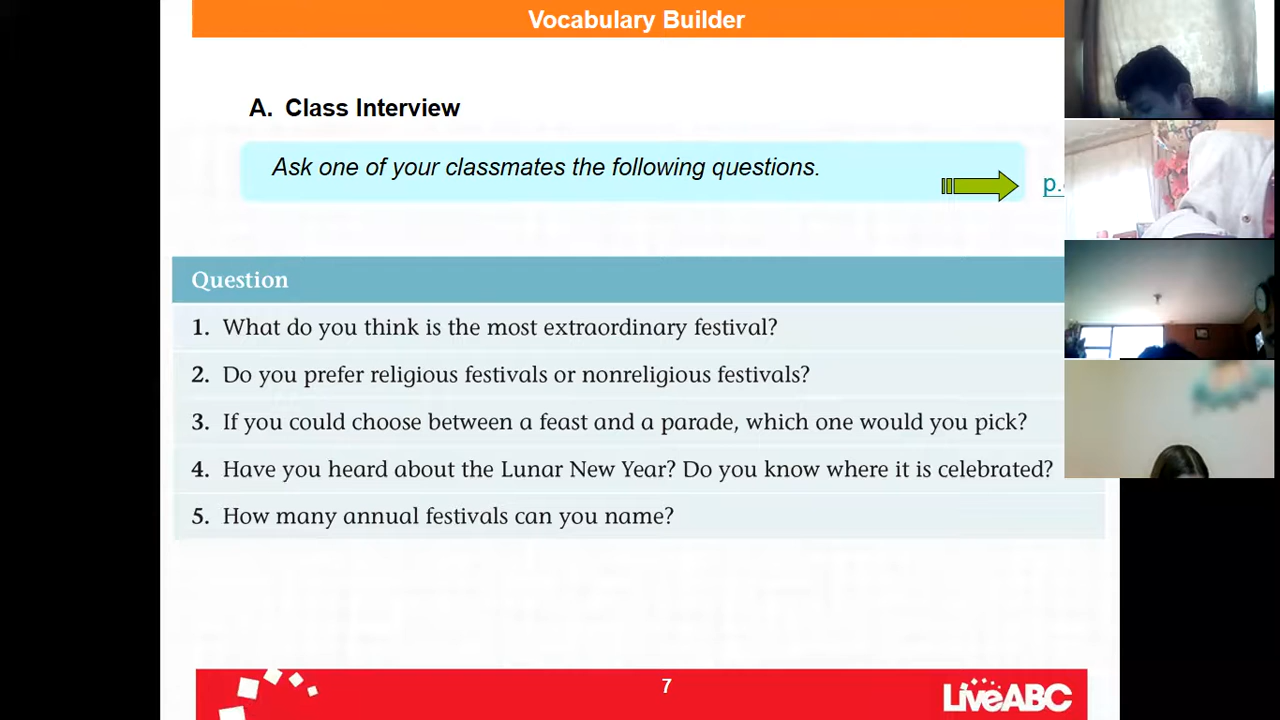 Vocabulary Builder
A. Class Interview
Ask one of your classmates the following questions.
p.
Question
1. What do you think is the most extraordinary festival?
2. Do you prefer religious festivals or nonreligious festivals?
3. If you could choose between a feast and a parade, which one would you pick?
4. Have you heard about the Lunar New Year? Do you know where it is celebrated?
5. How many annual festivals can you name?
7
LiveABC